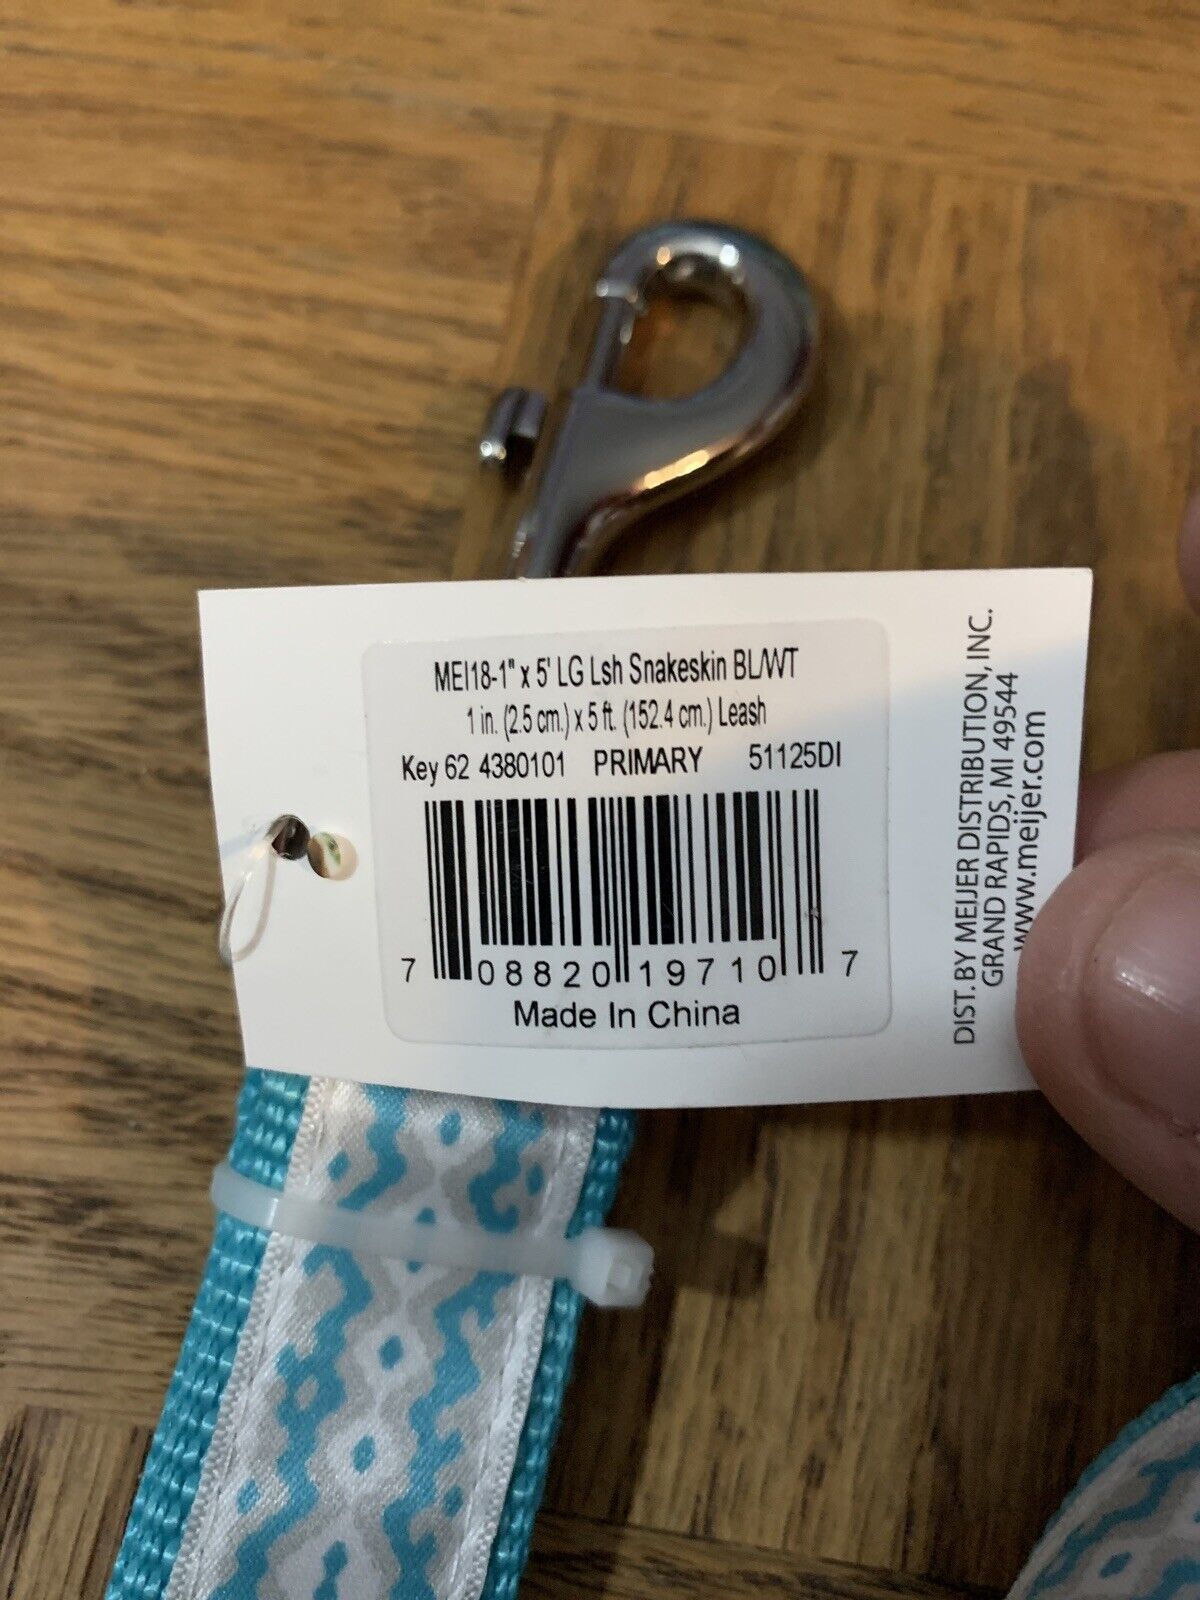 MEI18-1" x 5' LG Lsh Snakeskin BL/WT
1 in. (2.5 cm.) x 5 ft. (152.4 cm.) Leash
Key 62 4380101 PRIMARY 51125DI
7 08820 19710 7
Made In China
DIST. BY MEIJER DISTRIBUTION, INC.
GRAND RAPIDS, MI 49544
www.meijer.com